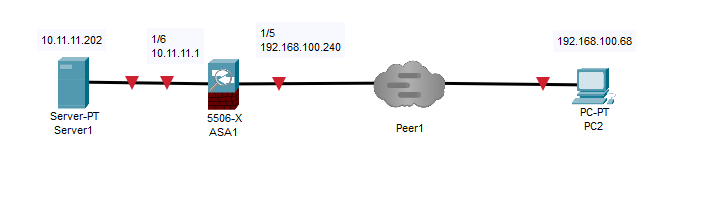 10.11.11.202
1/6
10.11.11.1
1/5
192.168.100.240
192.168.100.68
Server-PT
Server1
5506-X
ASA1
Peer1
PC-PT
PC2